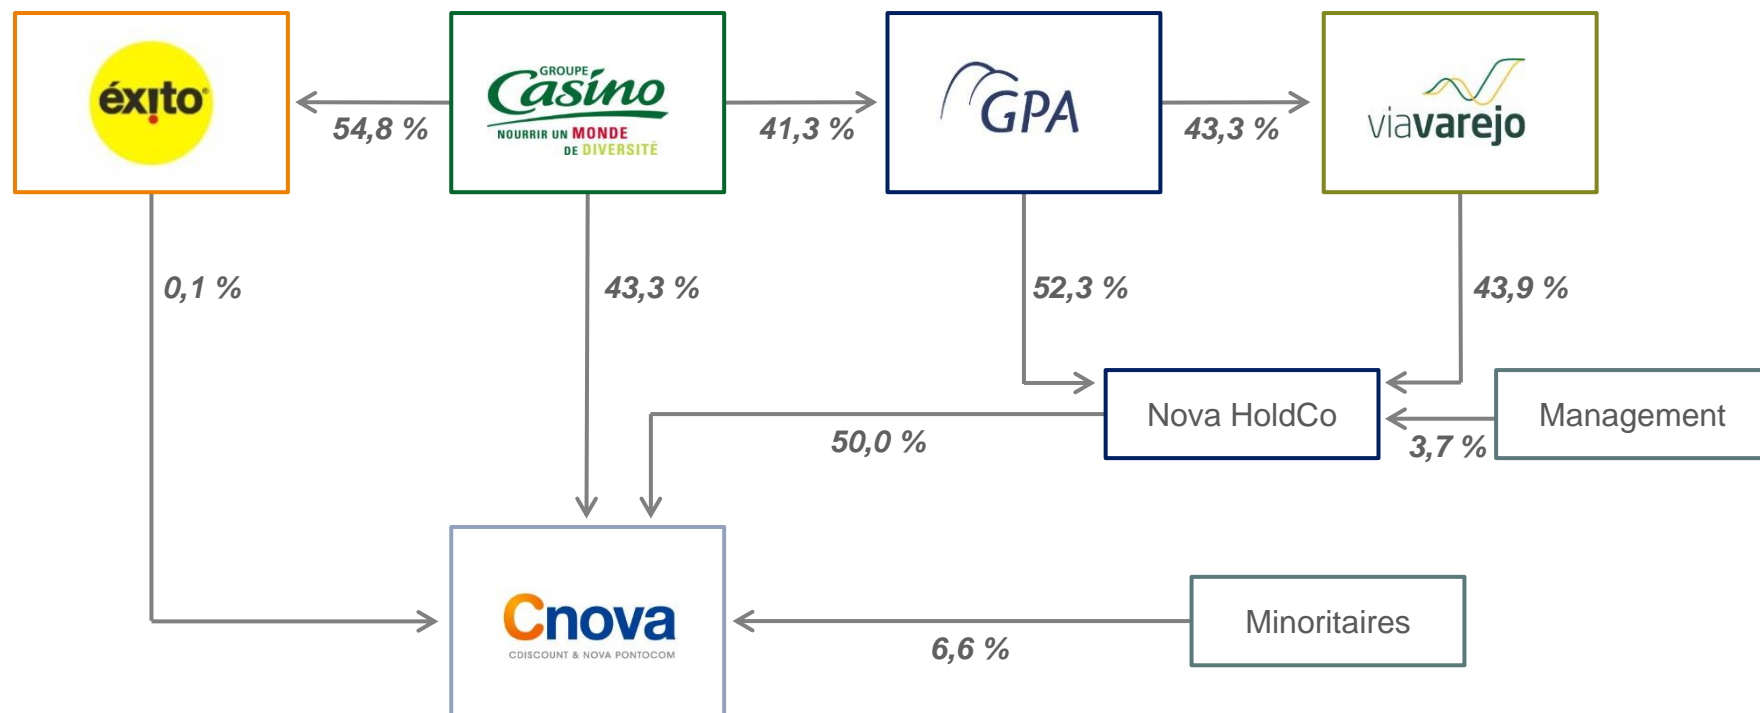 éxito
GROUPE
Casino
NOURRIR UN MONDE
DE DIVERSITÉ
GPA
viavarejo
54,8 %
41,3 %
43,3 %
0,1 %
43,3 %
52,3 %
43,9 %
Nova HoldCo
Management
50,0 %
3,7 %
Cnova
CDISCOUNT & NOVA PONTOCOM
Minoritaires
6,6 %